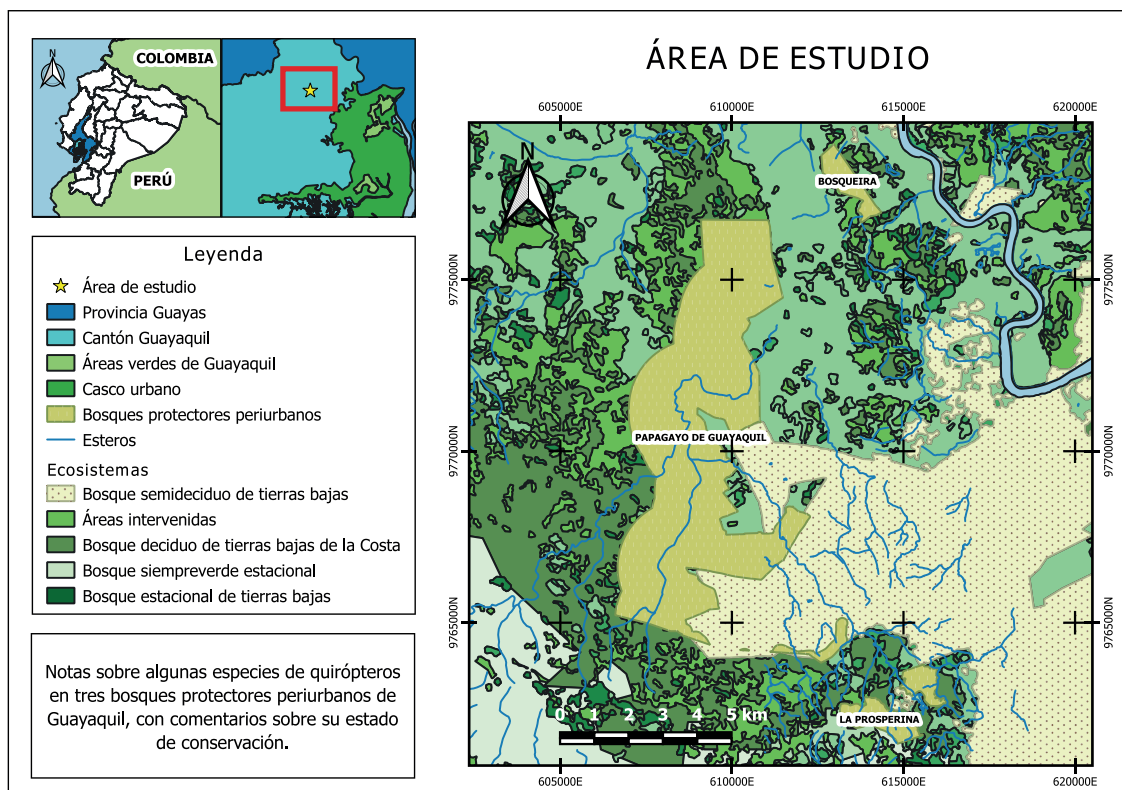 N
COLOMBIA
PERÚ
ÁREA DE ESTUDIO
Leyenda
Área de estudio
Provincia Guayas
Cantón Guayaquil
Áreas verdes de Guayaquil
Casco urbano
Bosques protectores periurbanos
Esteros
Ecosistemas
Bosque semideciduo de tierras bajas
Áreas intervenidas
Bosque deciduo de tierras bajas de la Costa
Bosque siempreverde estacional
Bosque estacional de tierras bajas
Notas sobre algunas especies de quirópteros
en tres bosques protectores periurbanos de
Guayaquil, con comentarios sobre su estado
de conservación.
605000E 610000E 615000E 620000E
N
BOSQUEIRA
9775000N 9775000N
PAPAGAYO DE GUAYAQUIL
9770000N 9770000N
9765000N 9765000N
LA PROSPERINA
0 1 2 3 4 5 km
605000E 610000E 615000E 620000E